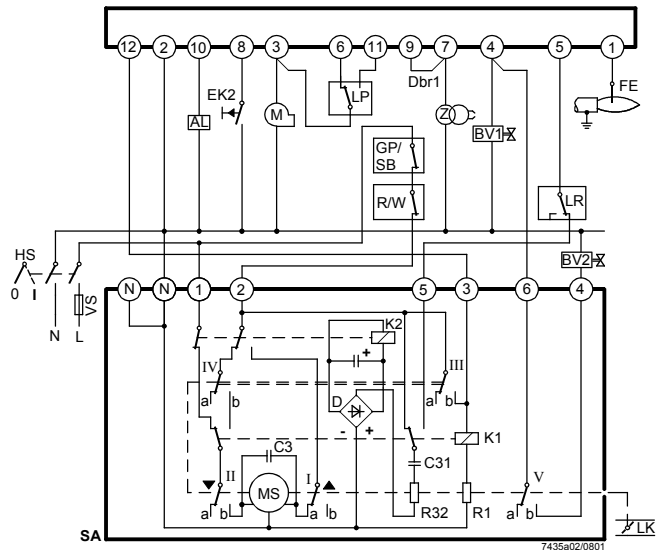 12 2 10 8 3 6 11 9 7 4 5 1
Dbr1
FE
EK2
LP
AL
M
Z
BV1
GP/
SB
R/W
LR
HS
0 I
VS
N L
BV2
N N 1 2 5 3 6 4
K2
+
IV
III
a b
a b
D
- +
K1
C3
C31
II
I
MS
V
a b
a b
R32
R1
a b
LK
SA
7435a02/0801